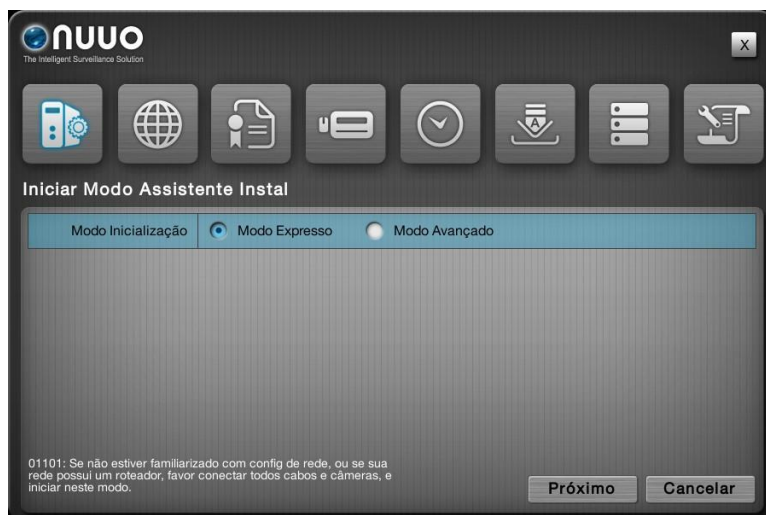 nuuo
The Intelligent Surveillance Solution
X
A
Iniciar Modo Assistente Instal
Modo Inicialização Modo Expresso Modo Avançado
01101: Se não estiver familiarizado com config de rede, ou se sua
rede possui um roteador, favor conectar todos cabos e câmeras, e
iniciar neste modo.
Próximo Cancelar